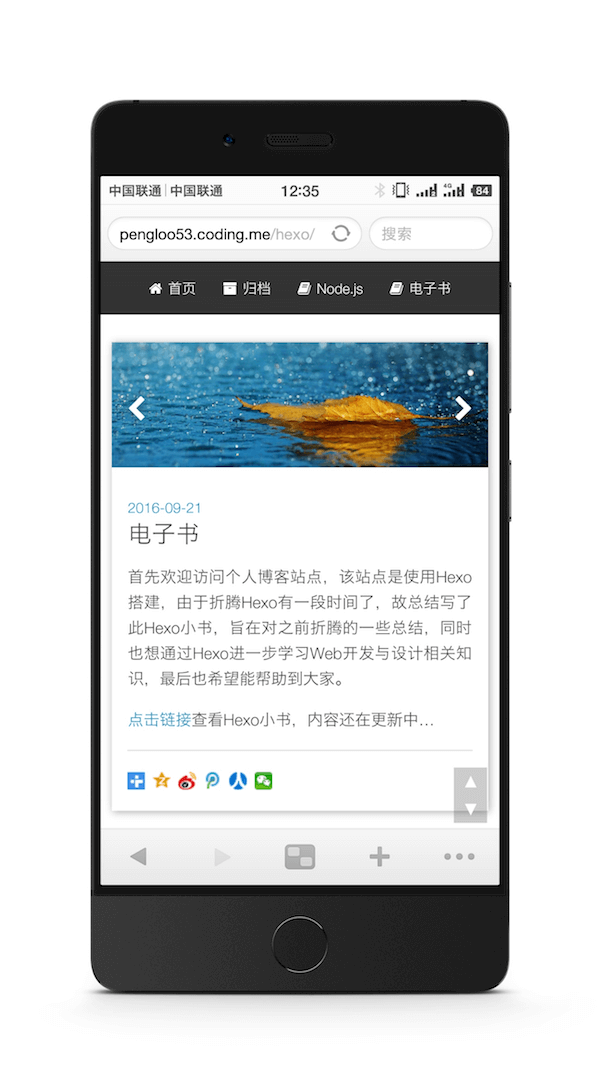 中国联通 中国联通 12:35 4G 84
pengloo53.coding.me/hexo/ 搜索
首页 归档 Node.js 电子书
2016-09-21
电子书
首先欢迎访问个人博客站点，该站点是使用Hexo
搭建，由于折腾Hexo有一段时间了，故总结写了
此Hexo小书，旨在对之前折腾的一些总结，同时
也想通过Hexo进一步学习Web开发与设计相关知
识，最后也希望能帮助到大家。
点击链接查看Hexo小书，内容还在更新中...